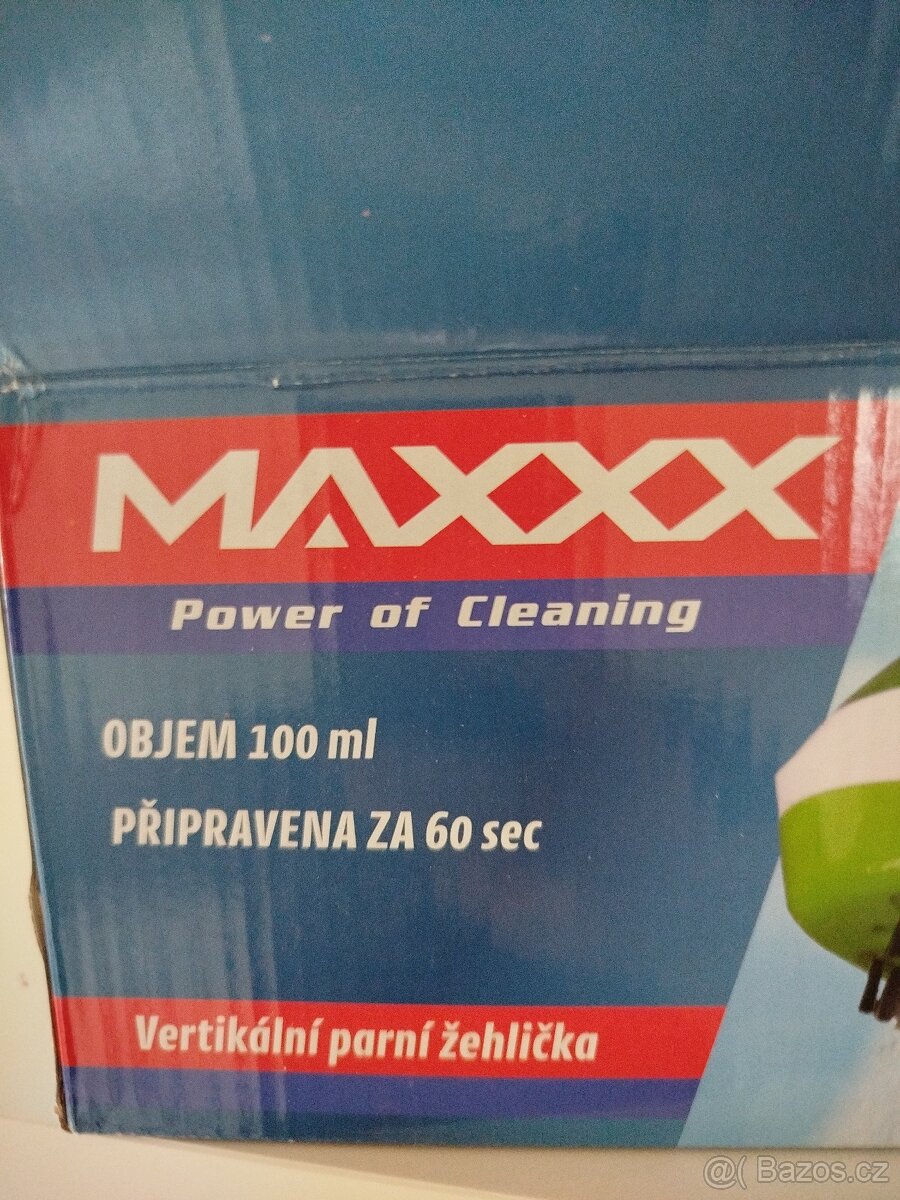 MAXXX
Power of Cleaning
OBJEM 100 ml
PŘIPRAVENA ZA 60 sec
Vertikální parní žehlička
@( Bazos.cz